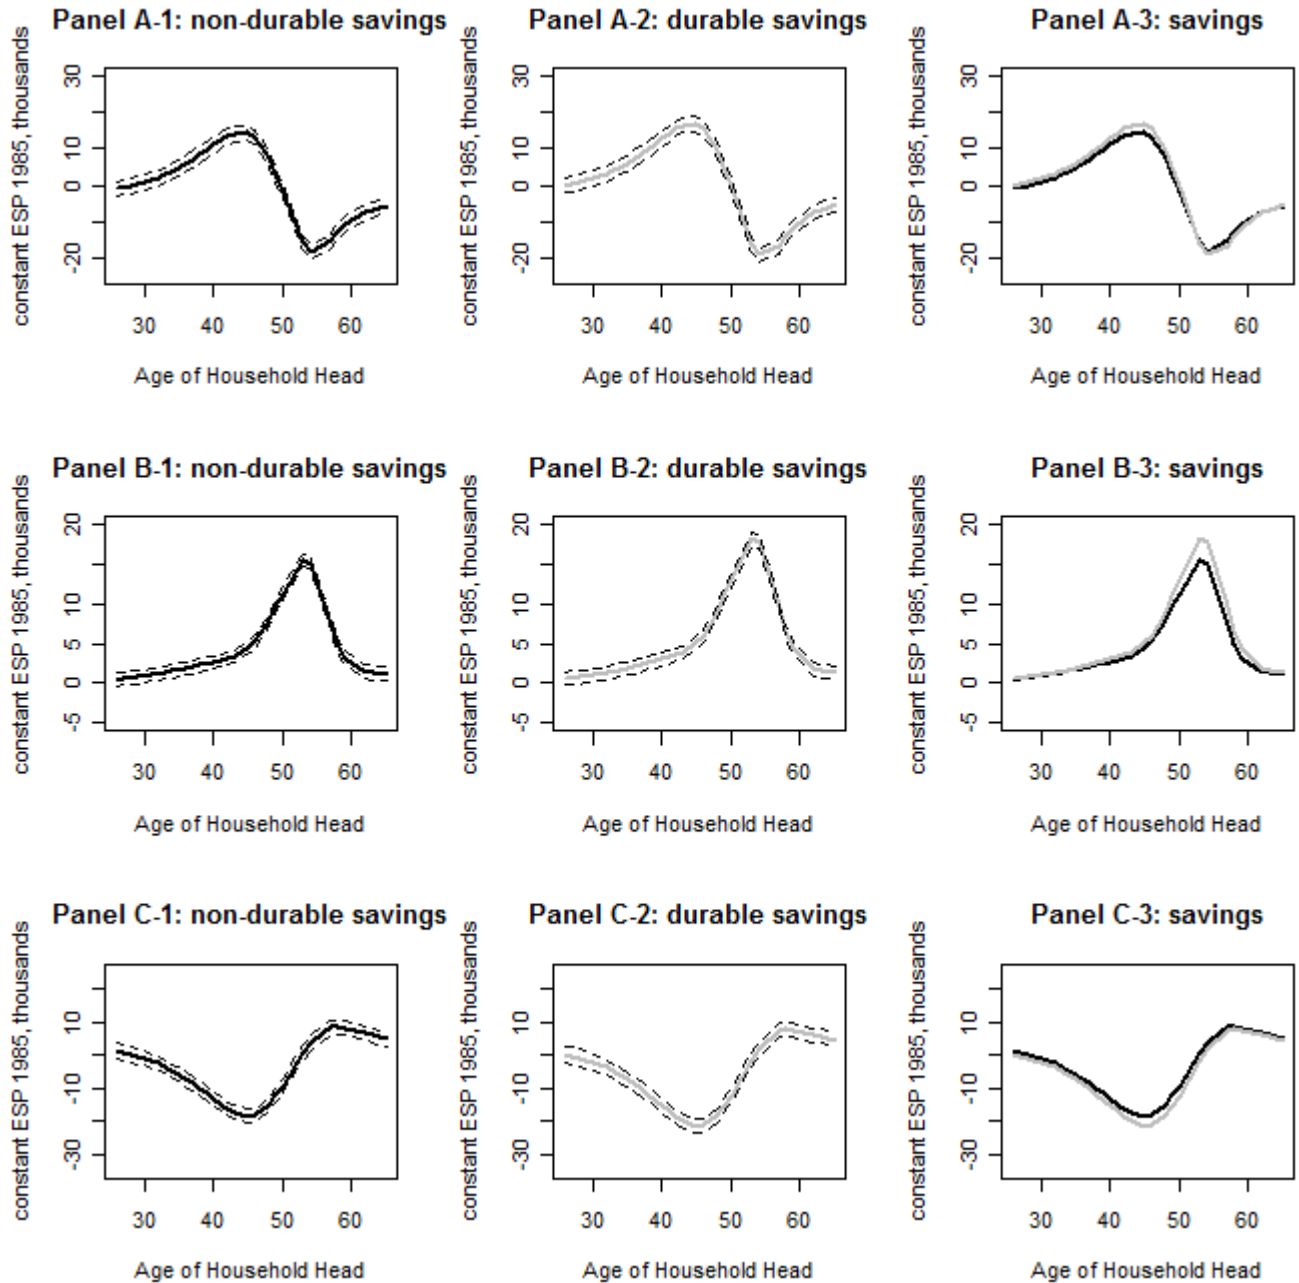 Panel A-1: non-durable savings
constant ESP 1985, thousands
30
10
0
-20
30 40 50 60
Age of Household Head
Panel A-2: durable savings
constant ESP 1985, thousands
30
10
0
-20
30 40 50 60
Age of Household Head
Panel A-3: savings
constant ESP 1985, thousands
30
10
0
-20
30 40 50 60
Age of Household Head
Panel B-1: non-durable savings
constant ESP 1985, thousands
20
10
5
0
-5
30 40 50 60
Age of Household Head
Panel B-2: durable savings
constant ESP 1985, thousands
20
10
5
0
-5
30 40 50 60
Age of Household Head
Panel B-3: savings
constant ESP 1985, thousands
20
10
5
0
-5
30 40 50 60
Age of Household Head
Panel C-1: non-durable savings
constant ESP 1985, thousands
10
-10
-30
30 40 50 60
Age of Household Head
Panel C-2: durable savings
constant ESP 1985, thousands
10
-10
-30
30 40 50 60
Age of Household Head
Panel C-3: savings
constant ESP 1985, thousands
10
-10
-30
30 40 50 60
Age of Household Head